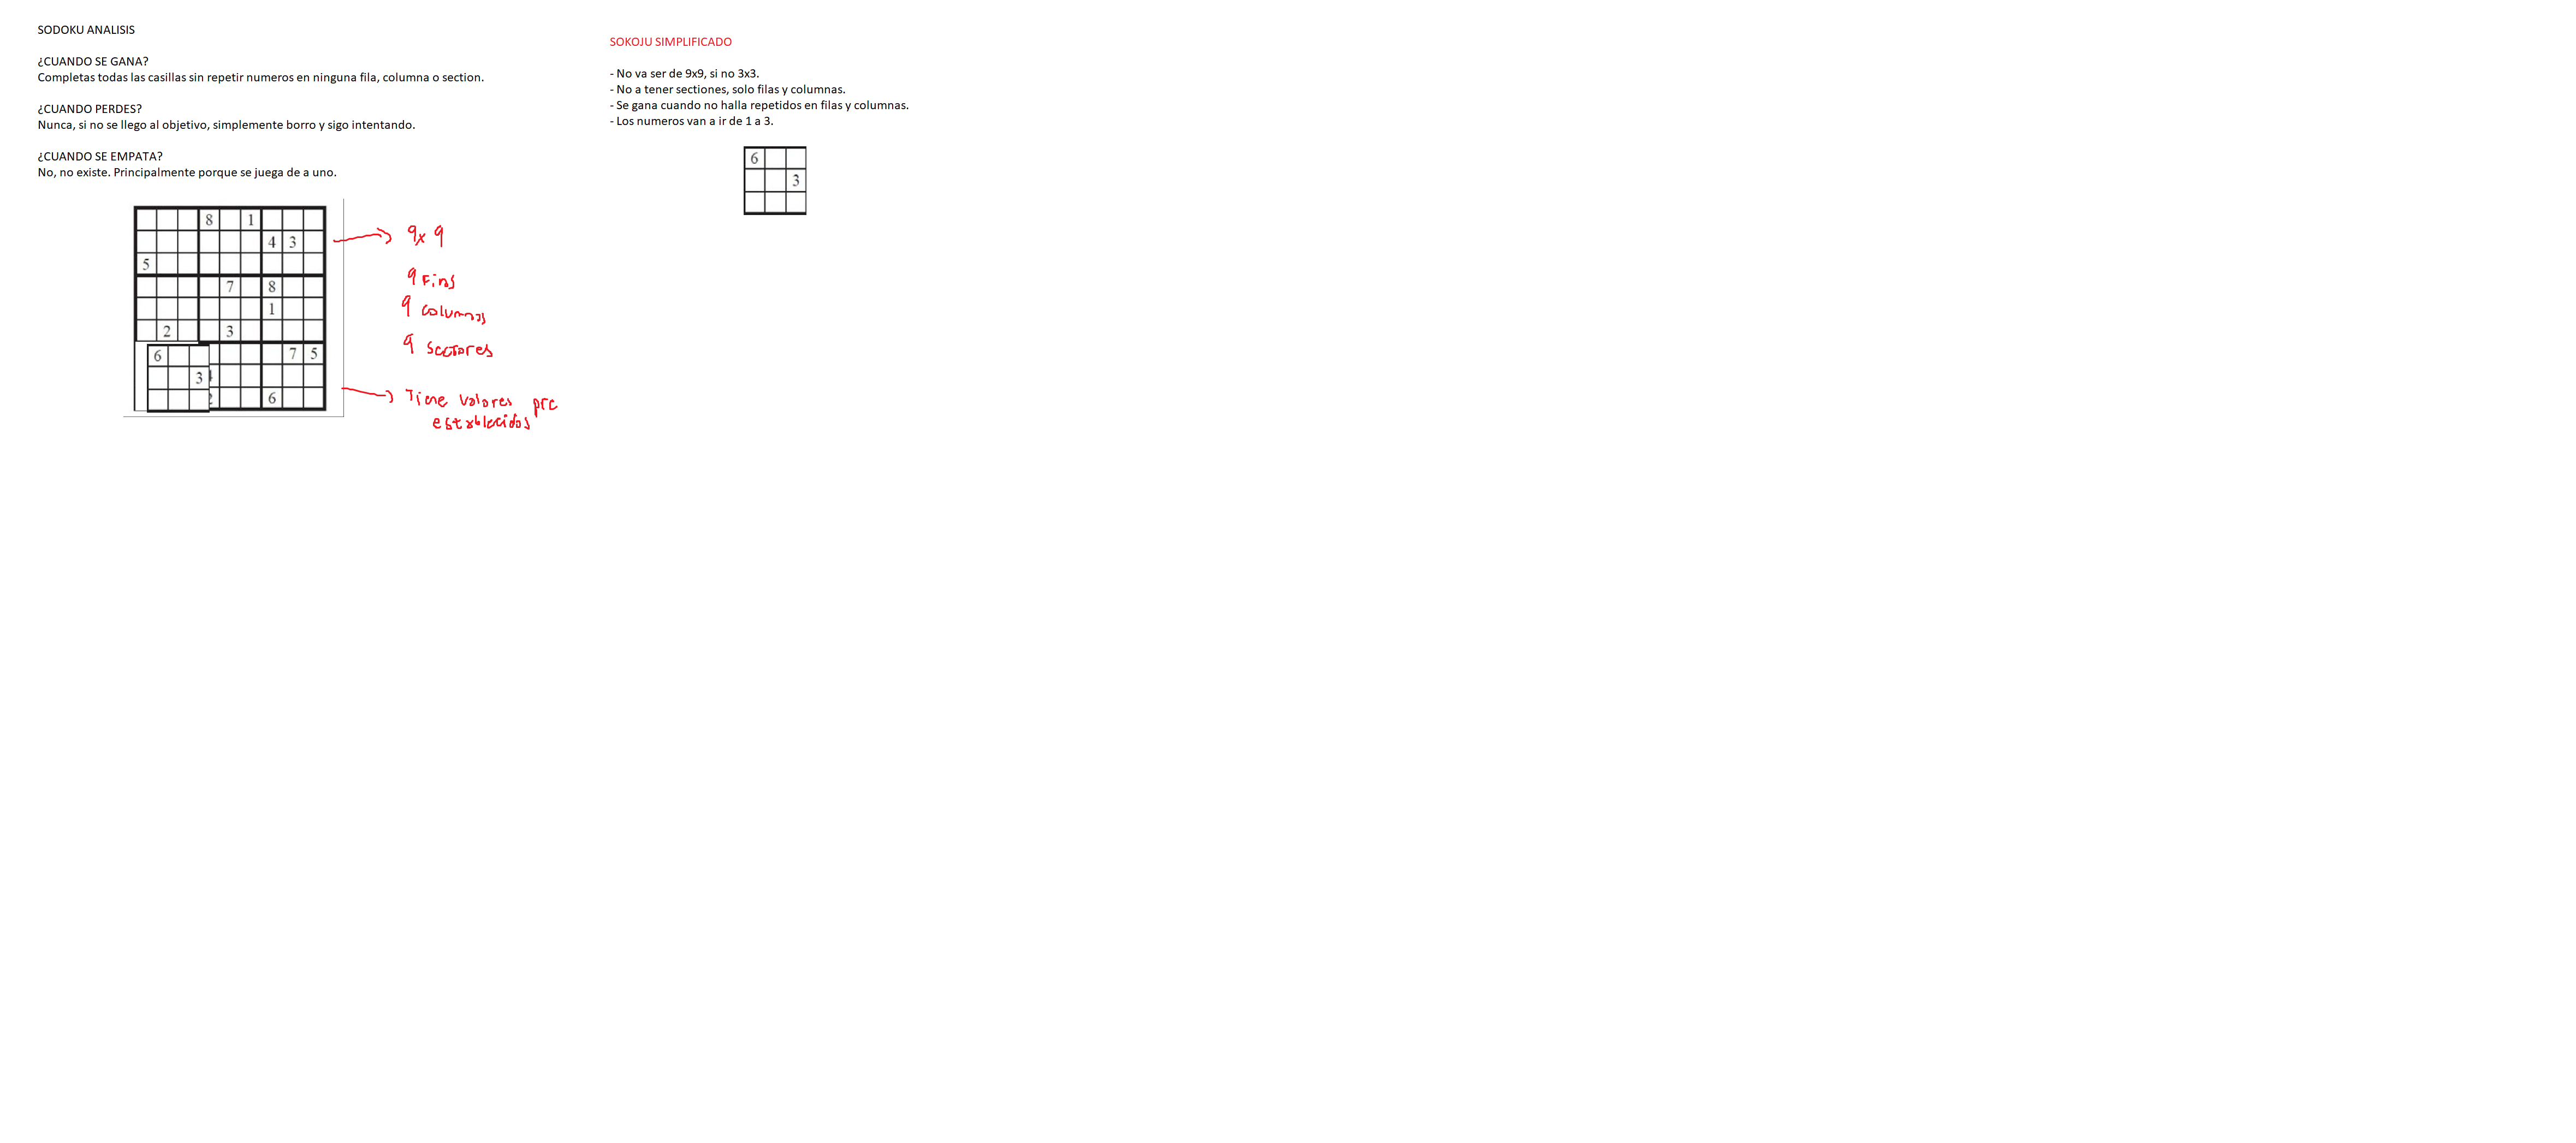 SODOKU ANALISIS
¿CUANDO SE GANA?
Completas todas las casillas sin repetir numeros en ninguna fila, columna o section.
¿CUANDO PERDES?
Nunca, si no se llego al objetivo, simplemente borro y sigo intentando.
¿CUANDO SE EMPATA?
No, no existe. Principalmente porque se juega de a uno.
8 1
4 3
5
7 8
1
2 3
6 7 5
3
6
9x9
9 Filas
9 columnas
9 sectores
Tiene valores pre
establecidos
SOKOJU SIMPLIFICADO
- No va ser de 9x9, si no 3x3.
- No a tener sectiones, solo filas y columnas.
- Se gana cuando no halla repetidos en filas y columnas.
- Los numeros van a ir de 1 a 3.
6
3